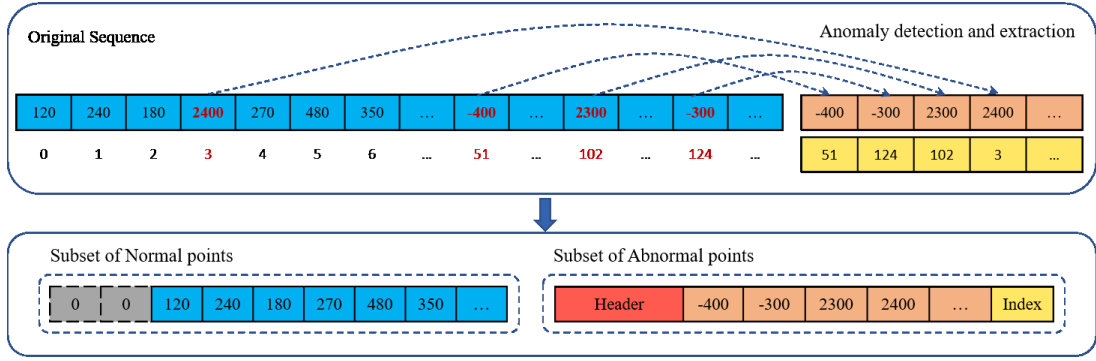 Original Sequence
Anomaly detection and extraction
120 240 180 2400 270 480 350 ... -400 ... 2300 ... -300 ...
-400 -300 2300 2400 ...
0 1 2 3 4 5 6 ... 51 ... 102 ... 124 ...
51 124 102 3 ...
Subset of Normal points
Subset of Abnormal points
0 0 120 240 180 270 480 350 ...
Header -400 -300 2300 2400 ... Index